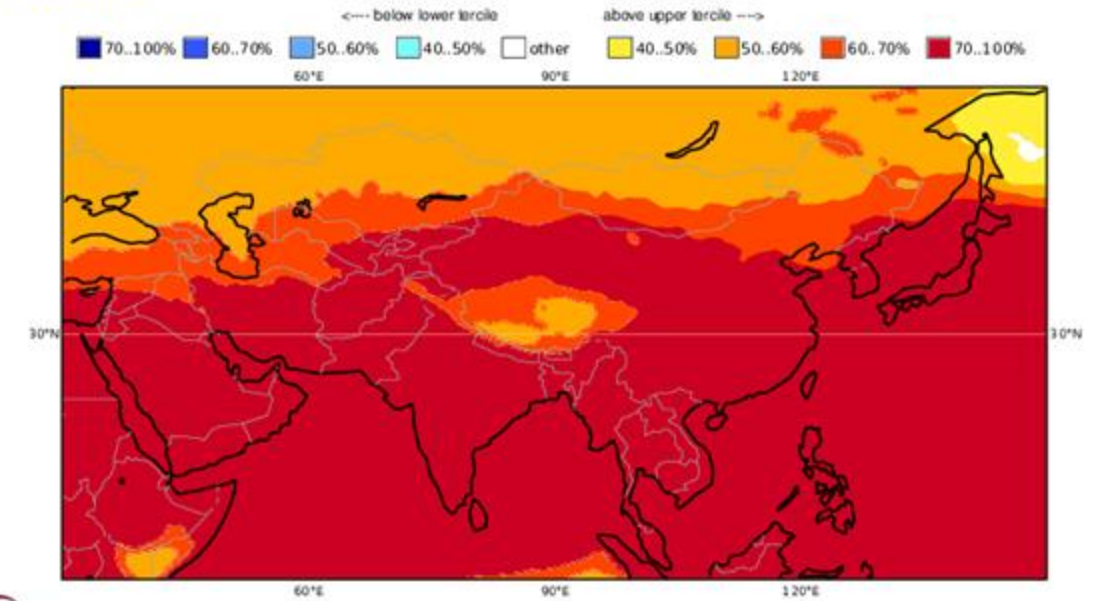 <---- below lower tercile above upper tercile ---->
70..100% 60..70% 50..60% 40..50% other 40..50% 50..60% 60..70% 70..100%
60°E 90°E 120°E
30°N 30°N
60°E 90°E 120°E